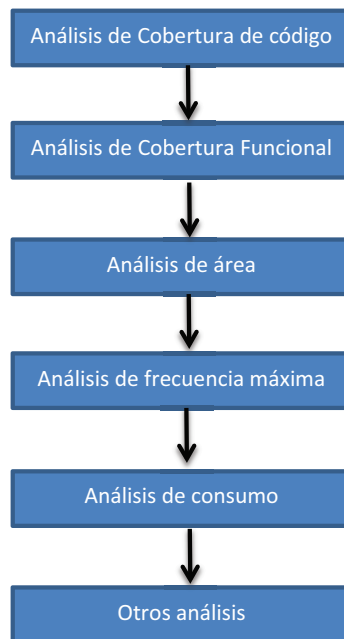 Análisis de Cobertura de código
Análisis de Cobertura Funcional
Análisis de área
Análisis de frecuencia máxima
Análisis de consumo
Otros análisis